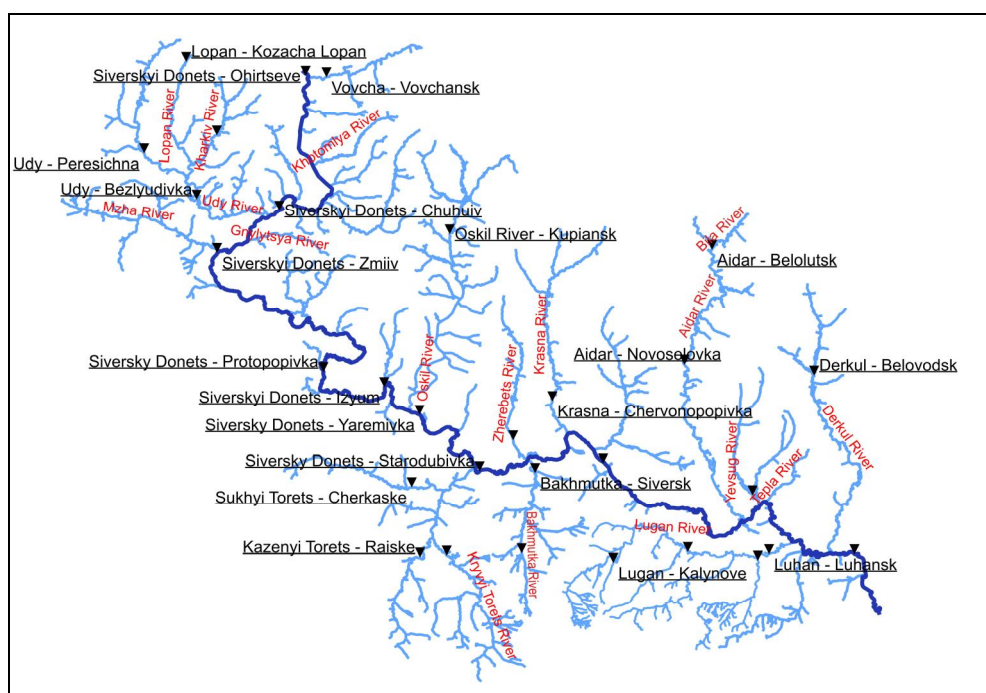 Lopan - Kozacha Lopan
Siverskyi Donets - Ohirtseve
Vovcha - Vovchansk
Lopan River
Kharkiv River
Khotomlya River
Udy - Peresichna
Udy - Bezlyudivka
Udy River
Mzha River
Siverskyi Donets - Chuhuiv
Gnylytsya River
Oskil River - Kupiansk
Bila River
Siverskyi Donets - Zmiiv
Aidar - Belolutsk
Aidar River
Krasna River
Oskil River
Siversky Donets - Protopopivka
Aidar - Novoselovka
Derkul - Belovodsk
Siverskyi Donets - Izyum
Zherebets River
Krasna - Chervonopopivka
Derkul River
Siversky Donets - Yaremivka
Yevsug River
Tepla River
Siversky Donets - Starodubivka
Bakhmutka - Siversk
Sukhyi Torets - Cherkaske
Lugan River
Bakhmutka River
Kazenyi Torets - Raiske
Kryvyi Torets River
Lugan - Kalynove
Luhan - Luhansk